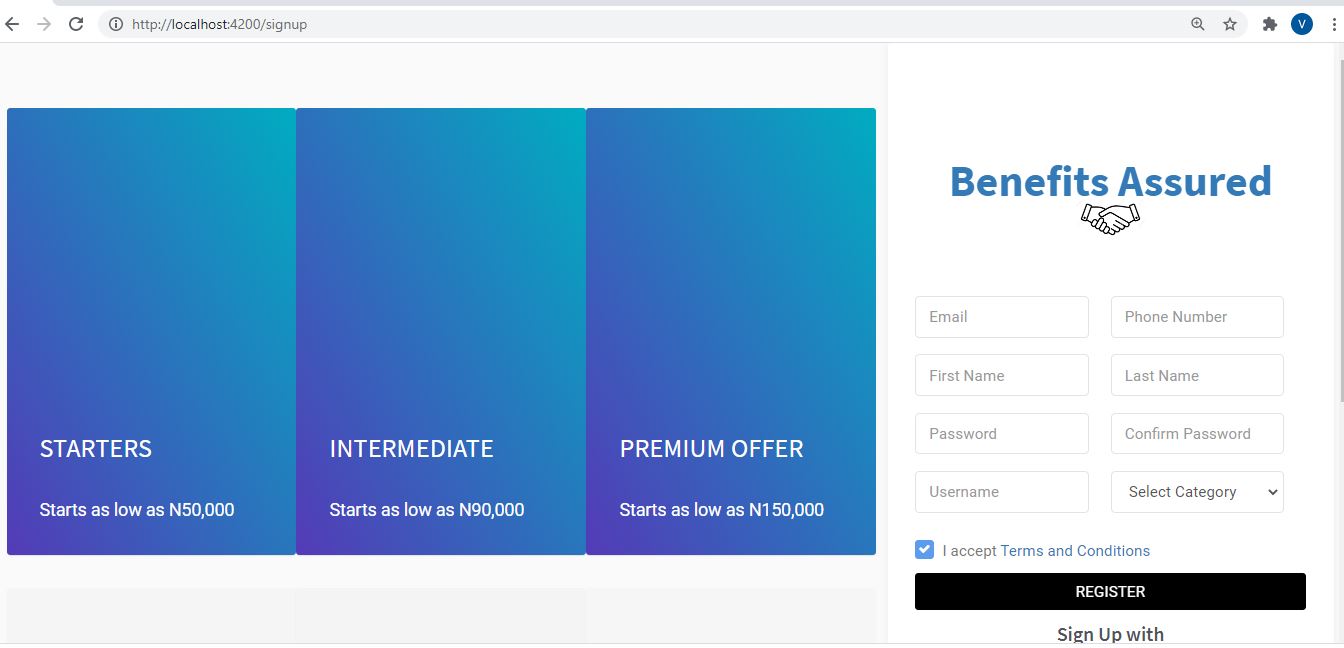 http://localhost:4200/signup
V
STARTERS
Starts as low as N50,000
INTERMEDIATE
Starts as low as N90,000
PREMIUM OFFER
Starts as low as N150,000
Benefits Assured
Email
Phone Number
First Name
Last Name
Password
Confirm Password
Username
Select Category
I accept Terms and Conditions
REGISTER
Sign Up with